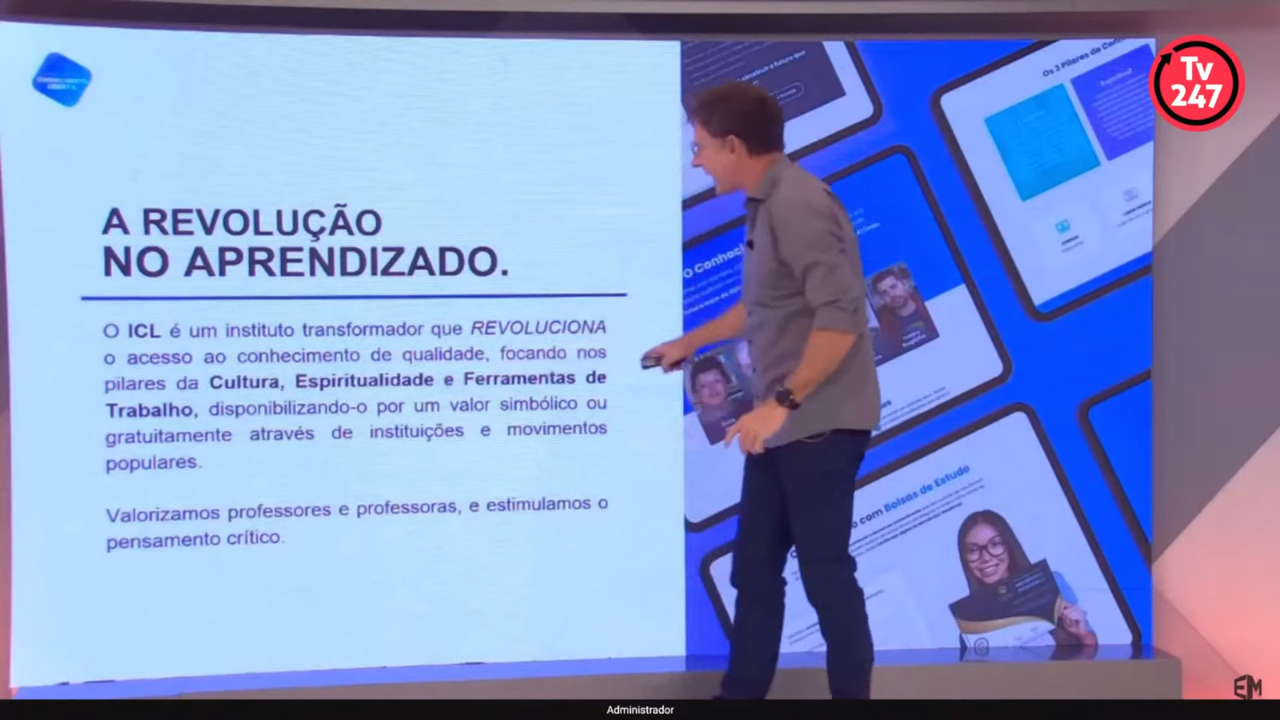 Tv
247
A REVOLUÇÃO
NO APRENDIZADO.
O ICL é um instituto transformador que REVOLUCIONA
o acesso ao conhecimento de qualidade, focando nos
pilares da Cultura, Espiritualidade e Ferramentas de
Trabalho, disponibilizando-o por um valor simbólico ou
gratuitamente através de instituições e movimentos
populares.
Valorizamos professores e professoras, e estimulamos o
pensamento crítico.
Os 3 Pilares de
com Bolsas de Estudo
EM
Administrador